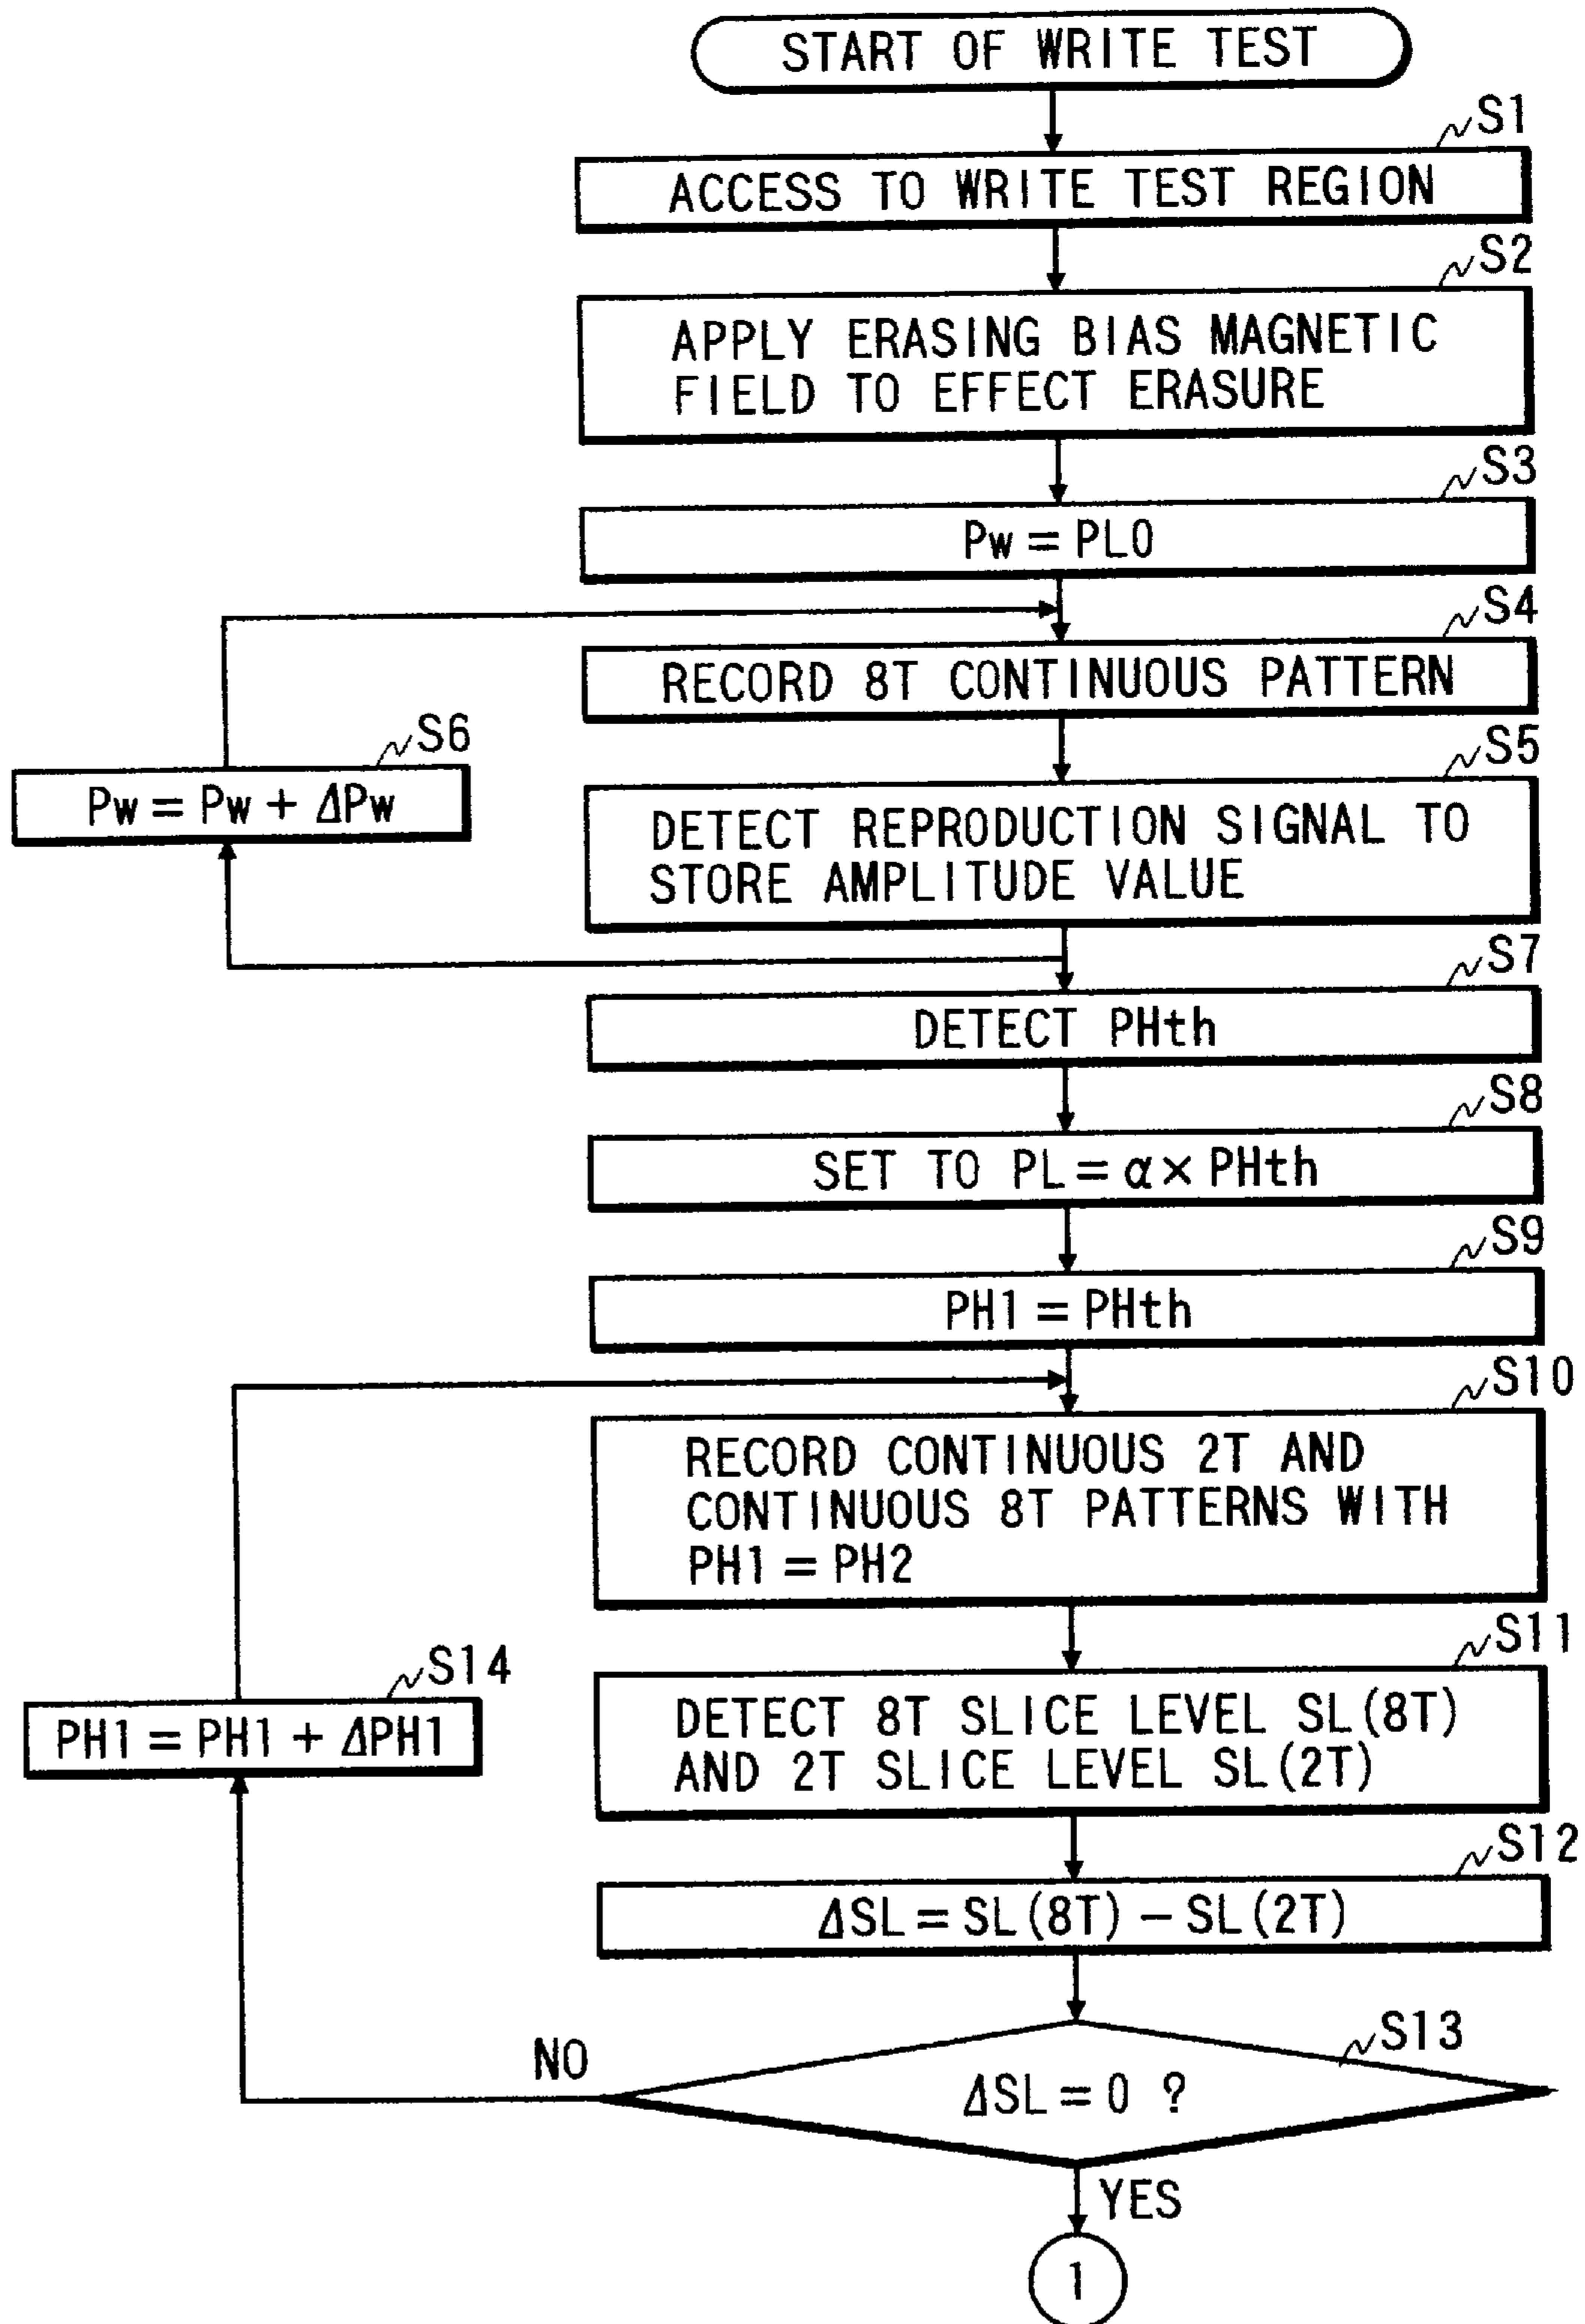 START OF WRITE TEST
S1
ACCESS TO WRITE TEST REGION
S2
APPLY ERASING BIAS MAGNETIC
FIELD TO EFFECT ERASURE
S3
Pw = PL0
S4
RECORD 8T CONTINUOUS PATTERN
S6
Pw = Pw + ΔPw
S5
DETECT REPRODUCTION SIGNAL TO
STORE AMPLITUDE VALUE
S7
DETECT PHth
S8
SET TO PL = α × PHth
S9
PH1 = PHth
S10
RECORD CONTINUOUS 2T AND
CONTINUOUS 8T PATTERNS WITH
PH1 = PH2
S11
DETECT 8T SLICE LEVEL SL(8T)
AND 2T SLICE LEVEL SL(2T)
S14
PH1 = PH1 + ΔPH1
S12
ΔSL = SL(8T) − SL(2T)
S13
ΔSL = 0 ?
NO
YES
1